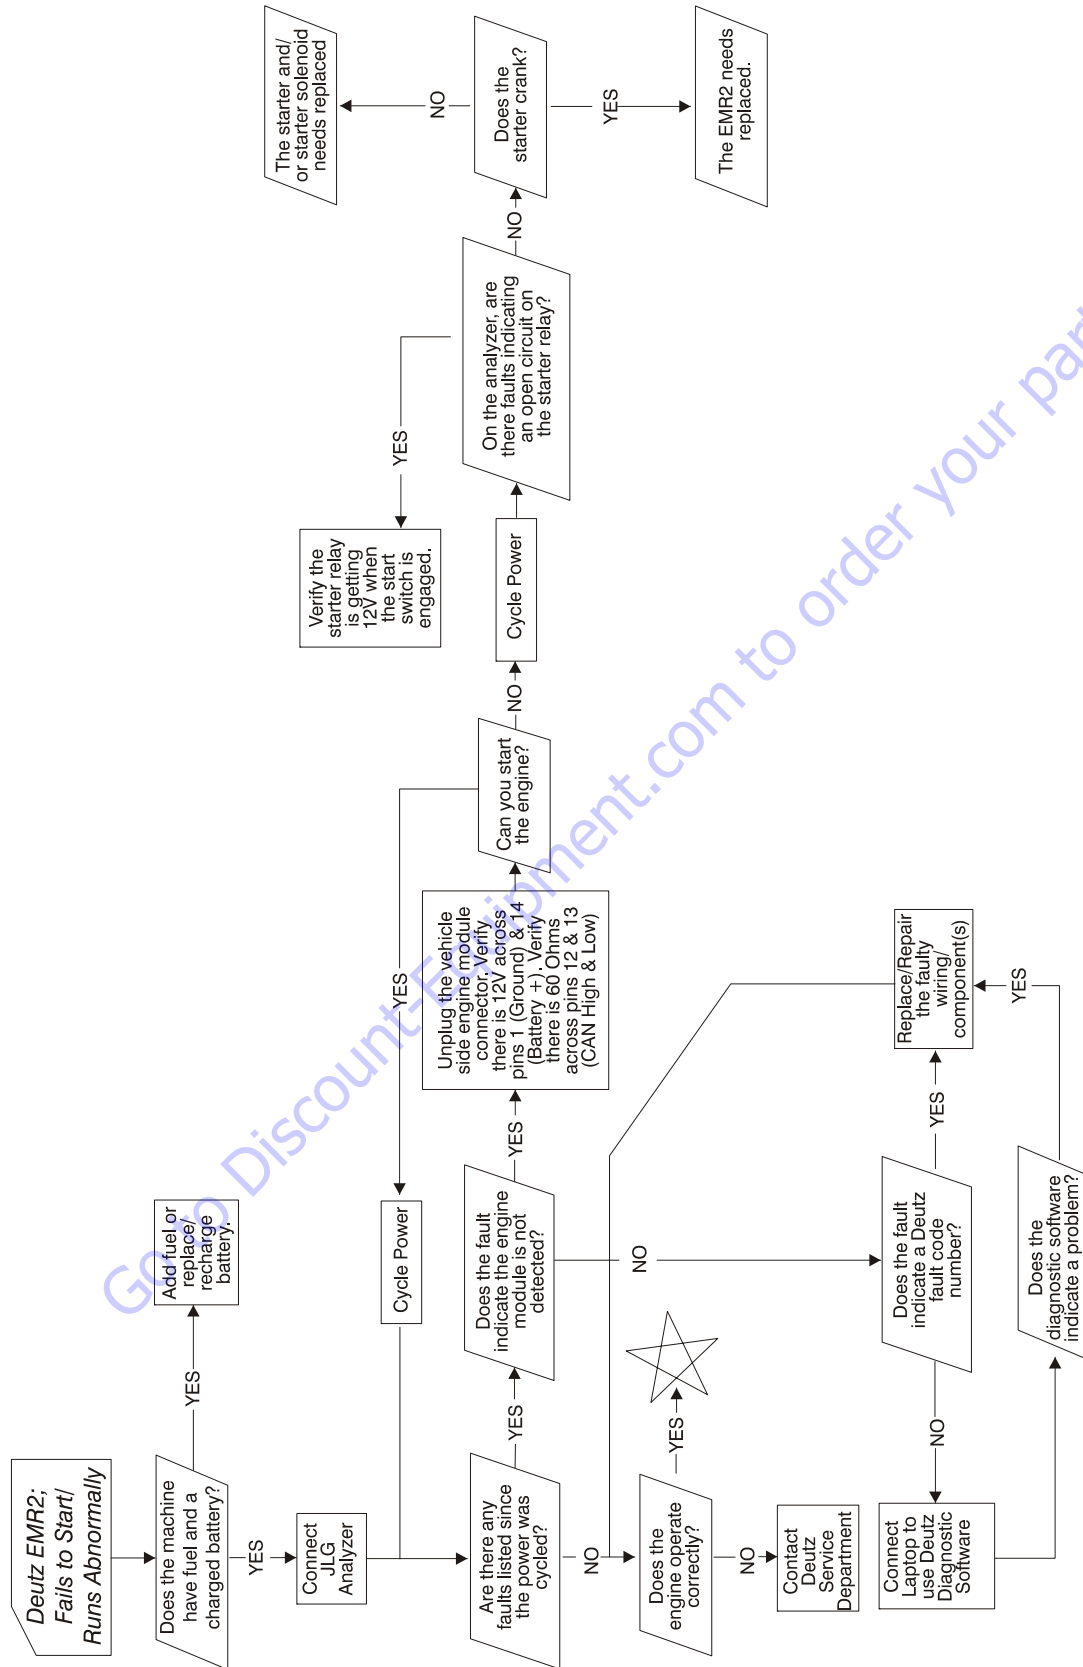 Deutz EMR2;
Fails to Start/
Runs Abnormally
Does the machine
have fuel and a
charged battery?
YES
Add fuel or
replace/
recharge
battery.
YES
Connect
JLG
Analyzer
Are there any
faults listed since
the power was
cycled?
YES
Does the fault
indicate the engine
module is not
detected?
YES
Unplug the vehicle
side engine module
connector. Verify
there is 12V across
pins 1 (Ground) & 14
(Battery +). Verify
there is 60 Ohms
across pins 12 & 13
(CAN High & Low)
Can you start
the engine?
YES
Cycle Power
NO
Cycle Power
On the analyzer, are
there faults indicating
an open circuit on
the starter relay?
YES
Verify the
starter relay
is getting
12V when
the start
switch is
engaged.
NO
Does the
starter crank?
NO
The starter and/
or starter solenoid
needs replaced
YES
The EMR2 needs
replaced.
NO
Does the
engine operate
correctly?
YES
NO
Contact
Deutz
Service
Department
NO
Does the fault
indicate a Deutz
fault code
number?
YES
Replace/Repair
the faulty
wiring/
component(s)
NO
Connect
Laptop to
use Deutz
Diagnostic
Software
Does the
diagnostic software
indicate a problem?
YES
Go to Discount-Equipment.com to order your part